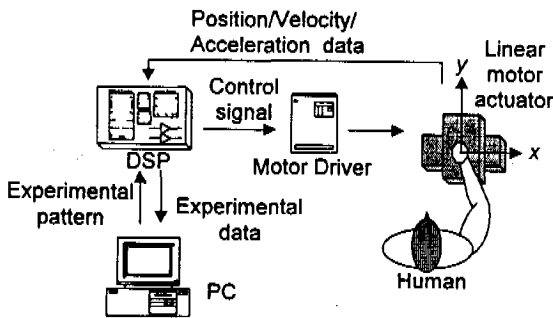 Position/Velocity/
Acceleration data
Linear
motor
actuator
y
Control
signal
x
DSP
Motor Driver
Experimental
pattern
Experimental
data
Human
PC